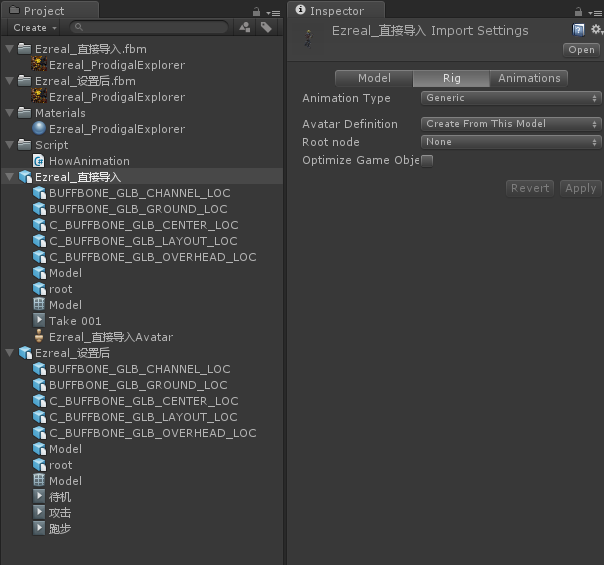 Project
Create
Ezreal_直接导入.fbm
Ezreal_ProdigalExplorer
Ezreal_设置后.fbm
Ezreal_ProdigalExplorer
Materials
Ezreal_ProdigalExplorer
Script
HowAnimation
Ezreal_直接导入
BUFFBONE_GLB_CHANNEL_LOC
BUFFBONE_GLB_GROUND_LOC
C_BUFFBONE_GLB_CENTER_LOC
C_BUFFBONE_GLB_LAYOUT_LOC
C_BUFFBONE_GLB_OVERHEAD_LOC
Model
root
Model
Take 001
Ezreal_直接导入Avatar
Ezreal_设置后
BUFFBONE_GLB_CHANNEL_LOC
BUFFBONE_GLB_GROUND_LOC
C_BUFFBONE_GLB_CENTER_LOC
C_BUFFBONE_GLB_LAYOUT_LOC
C_BUFFBONE_GLB_OVERHEAD_LOC
Model
root
Model
待机
攻击
跑步
Inspector
Ezreal_直接导入 Import Settings
Open
Model Rig Animations
Animation Type Generic
Avatar Definition Create From This Model
Root node None
Optimize Game Obje
Revert Apply